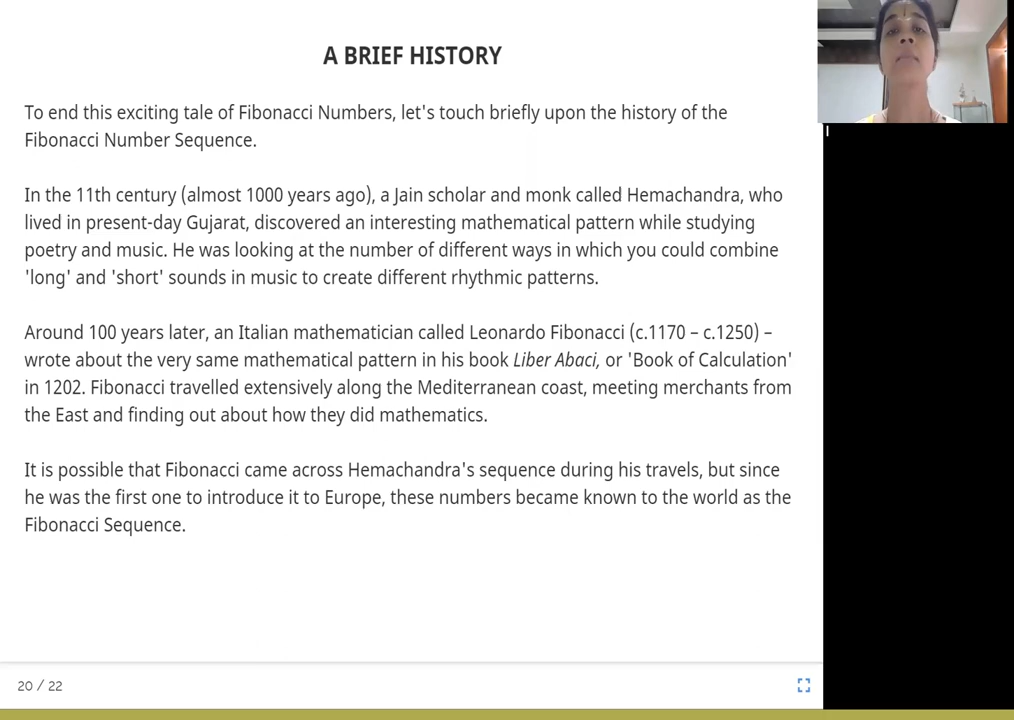 A BRIEF HISTORY
To end this exciting tale of Fibonacci Numbers, let's touch briefly upon the history of the
Fibonacci Number Sequence.
In the 11th century (almost 1000 years ago), a Jain scholar and monk called Hemachandra, who
lived in present-day Gujarat, discovered an interesting mathematical pattern while studying
poetry and music. He was looking at the number of different ways in which you could combine
'long' and 'short' sounds in music to create different rhythmic patterns.
Around 100 years later, an Italian mathematician called Leonardo Fibonacci (c.1170 – c.1250) –
wrote about the very same mathematical pattern in his book Liber Abaci, or 'Book of Calculation'
in 1202. Fibonacci travelled extensively along the Mediterranean coast, meeting merchants from
the East and finding out about how they did mathematics.
It is possible that Fibonacci came across Hemachandra's sequence during his travels, but since
he was the first one to introduce it to Europe, these numbers became known to the world as the
Fibonacci Sequence.
20 / 22